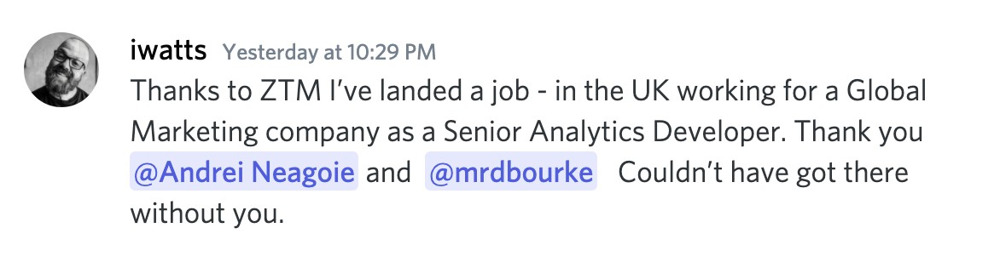 iwatts Yesterday at 10:29 PM
Thanks to ZTM I’ve landed a job - in the UK working for a Global
Marketing company as a Senior Analytics Developer. Thank you
@Andrei Neagoie and @mrdbourke Couldn’t have got there
without you.